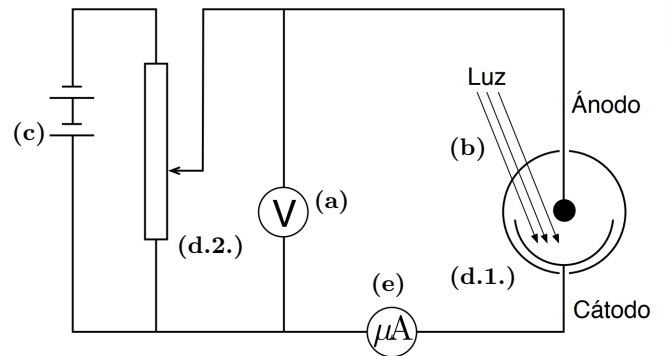 Luz
Ánodo
(c)
(b)
V
(a)
(d.2.)
(d.1.)
(e)
Cátodo
μA